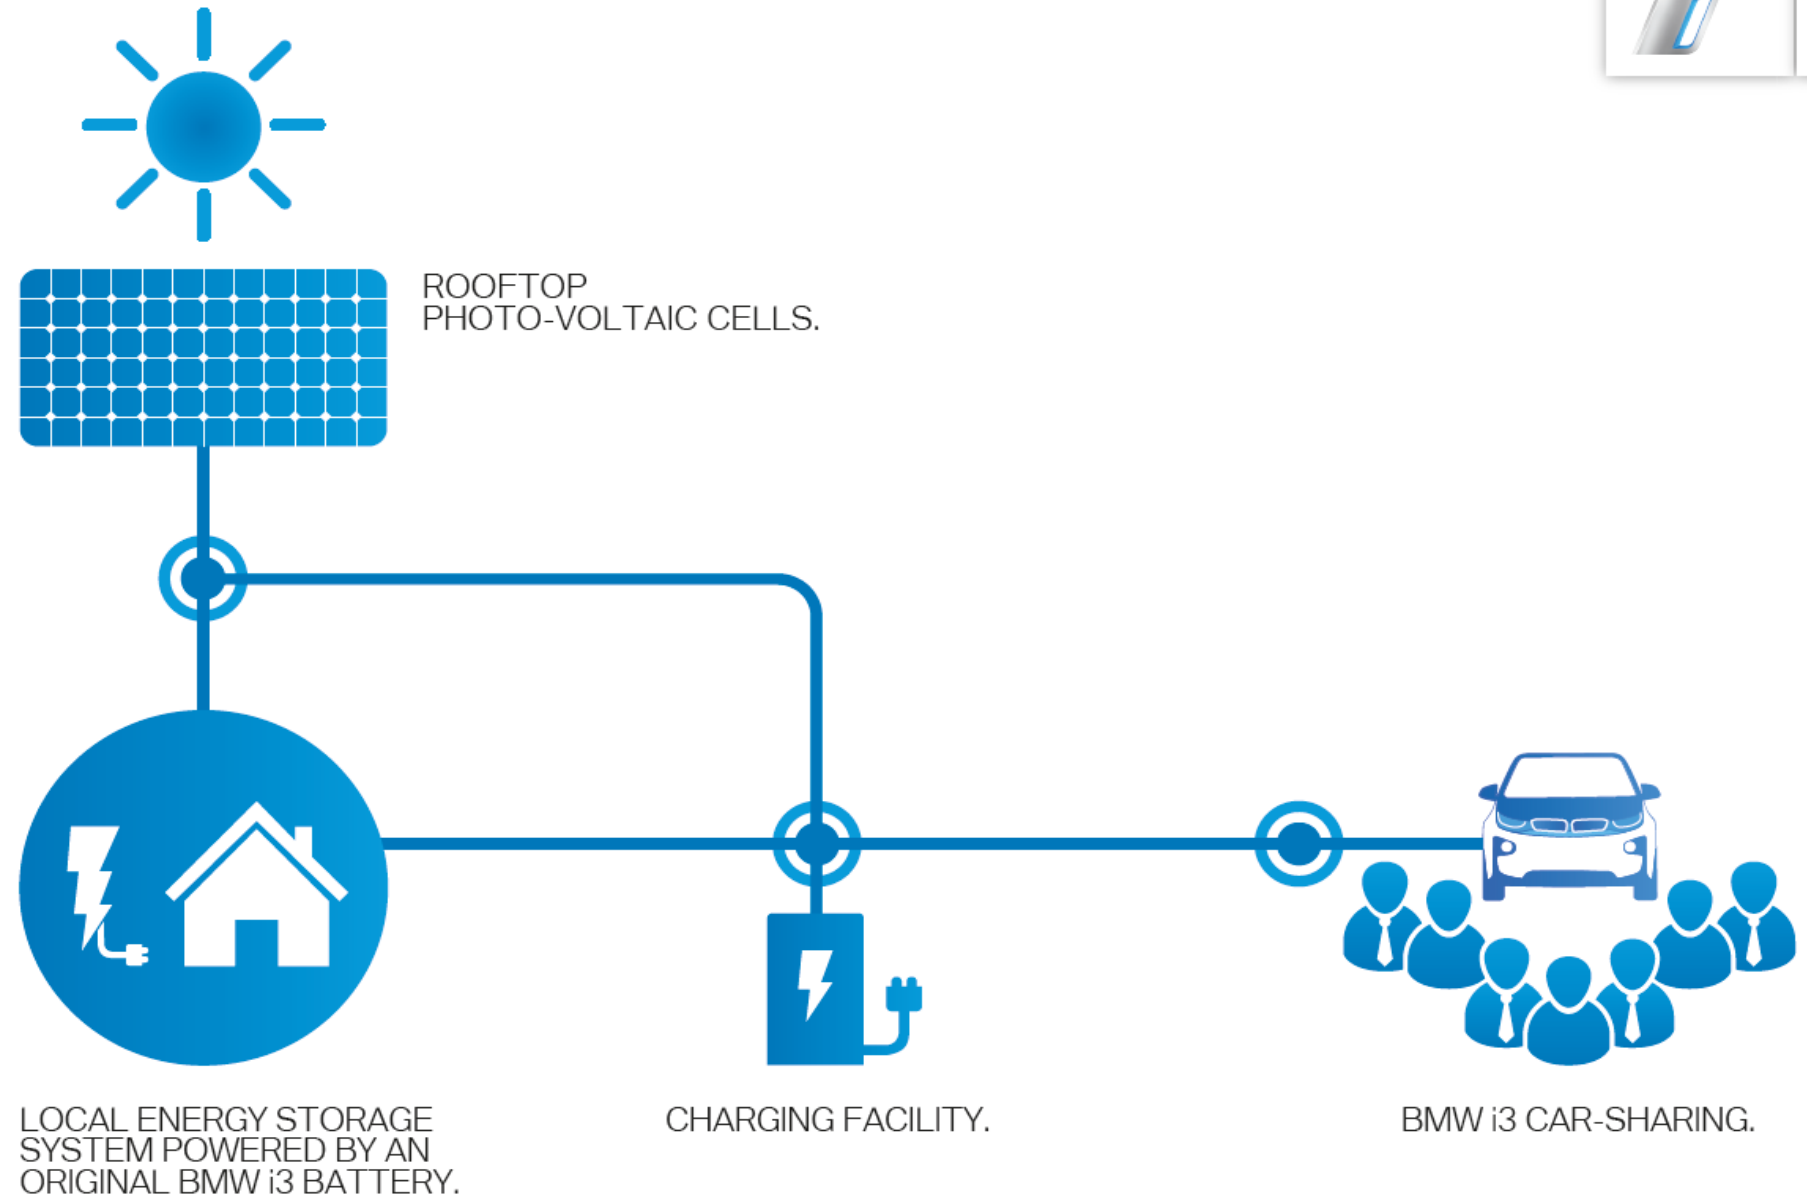 ROOFTOP
PHOTO-VOLTAIC CELLS.
LOCAL ENERGY STORAGE
SYSTEM POWERED BY AN
ORIGINAL BMW i3 BATTERY.
CHARGING FACILITY.
BMW i3 CAR-SHARING.